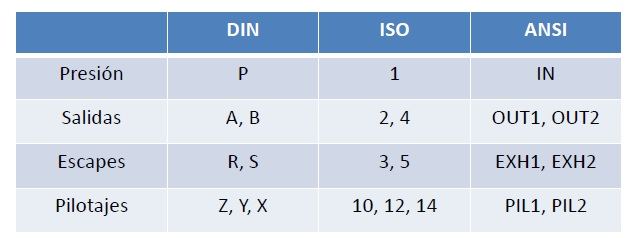 DIN ISO ANSI
Presión P 1 IN
Salidas A, B 2, 4 OUT1, OUT2
Escapes R, S 3, 5 EXH1, EXH2
Pilotajes Z, Y, X 10, 12, 14 PIL1, PIL2